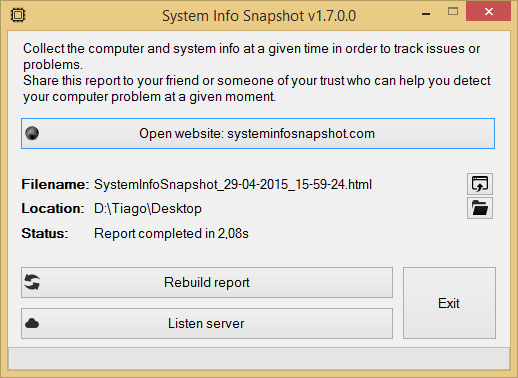 System Info Snapshot v1.7.0.0
Collect the computer and system info at a given time in order to track issues or
problems.
Share this report to your friend or someone of your trust who can help you detect
your computer problem at a given moment.
Open website: systeminfosnapshot.com
Filename: SystemInfoSnapshot_29-04-2015_15-59-24.html
Location: D:\Tiago\Desktop
Status: Report completed in 2,08s
Rebuild report
Exit
Listen server